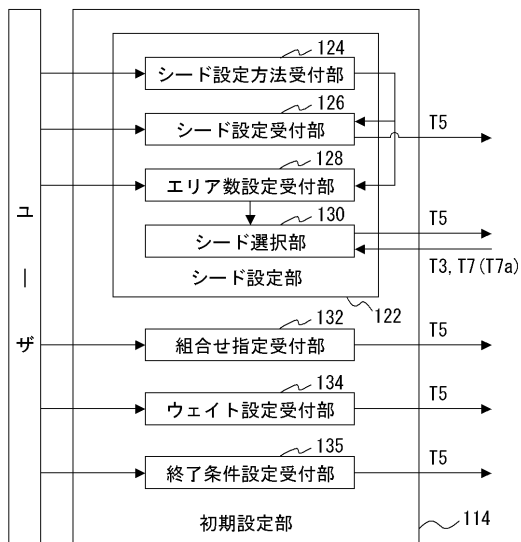 124
シード設定方法受付部
126
シード設定受付部
T5
128
エリア数設定受付部
130
シード選択部
T5
T3, T7 (T7a)
シード設定部
122
ユーザ
132
組合せ指定受付部
T5
134
ウェイト設定受付部
T5
135
終了条件設定受付部
T5
初期設定部
114